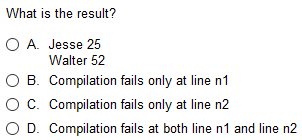 What is the result?
A. Jesse 25
Walter 52
B. Compilation fails only at line n1
C. Compilation fails only at line n2
D. Compilation fails at both line n1 and line n2